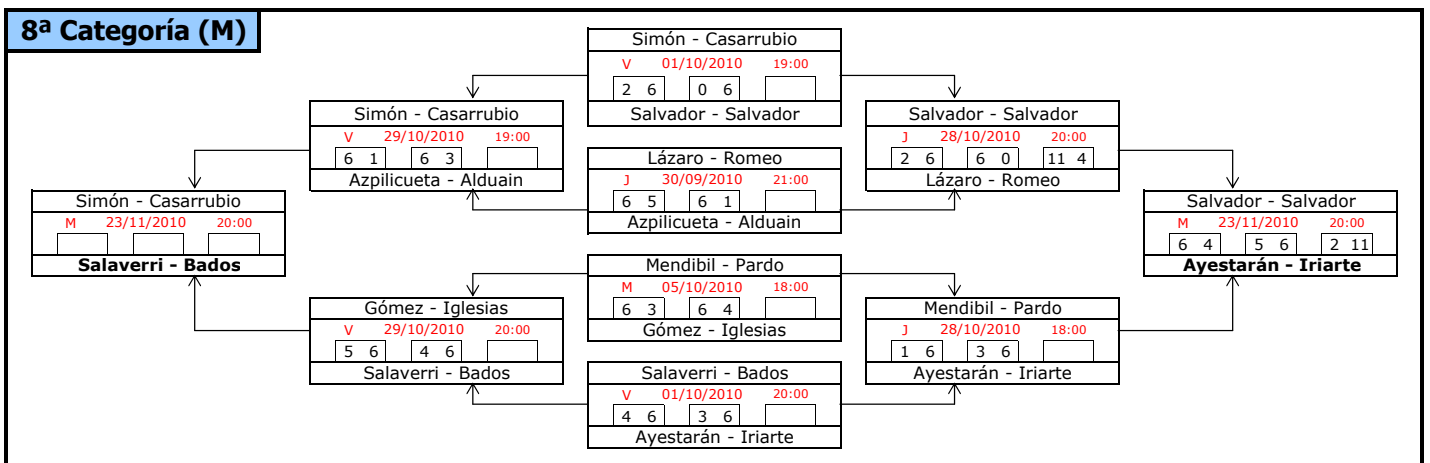 8ª Categoría (M)
Simón - Casarrubio
V 01/10/2010 19:00
2 6 0 6
Salvador - Salvador
Simón - Casarrubio
V 29/10/2010 19:00
6 1 6 3
Azpilicueta - Alduain
Salvador - Salvador
J 28/10/2010 20:00
2 6 6 0 11 4
Lázaro - Romeo
Lázaro - Romeo
J 30/09/2010 21:00
6 5 6 1
Azpilicueta - Alduain
Simón - Casarrubio
M 23/11/2010 20:00
Salaverri - Bados
Salvador - Salvador
M 23/11/2010 20:00
6 4 5 6 2 11
Ayestarán - Iriarte
Mendibil - Pardo
M 05/10/2010 18:00
6 3 6 4
Gómez - Iglesias
Gómez - Iglesias
V 29/10/2010 20:00
5 6 4 6
Salaverri - Bados
Mendibil - Pardo
J 28/10/2010 18:00
1 6 3 6
Ayestarán - Iriarte
Salaverri - Bados
V 01/10/2010 20:00
4 6 3 6
Ayestarán - Iriarte